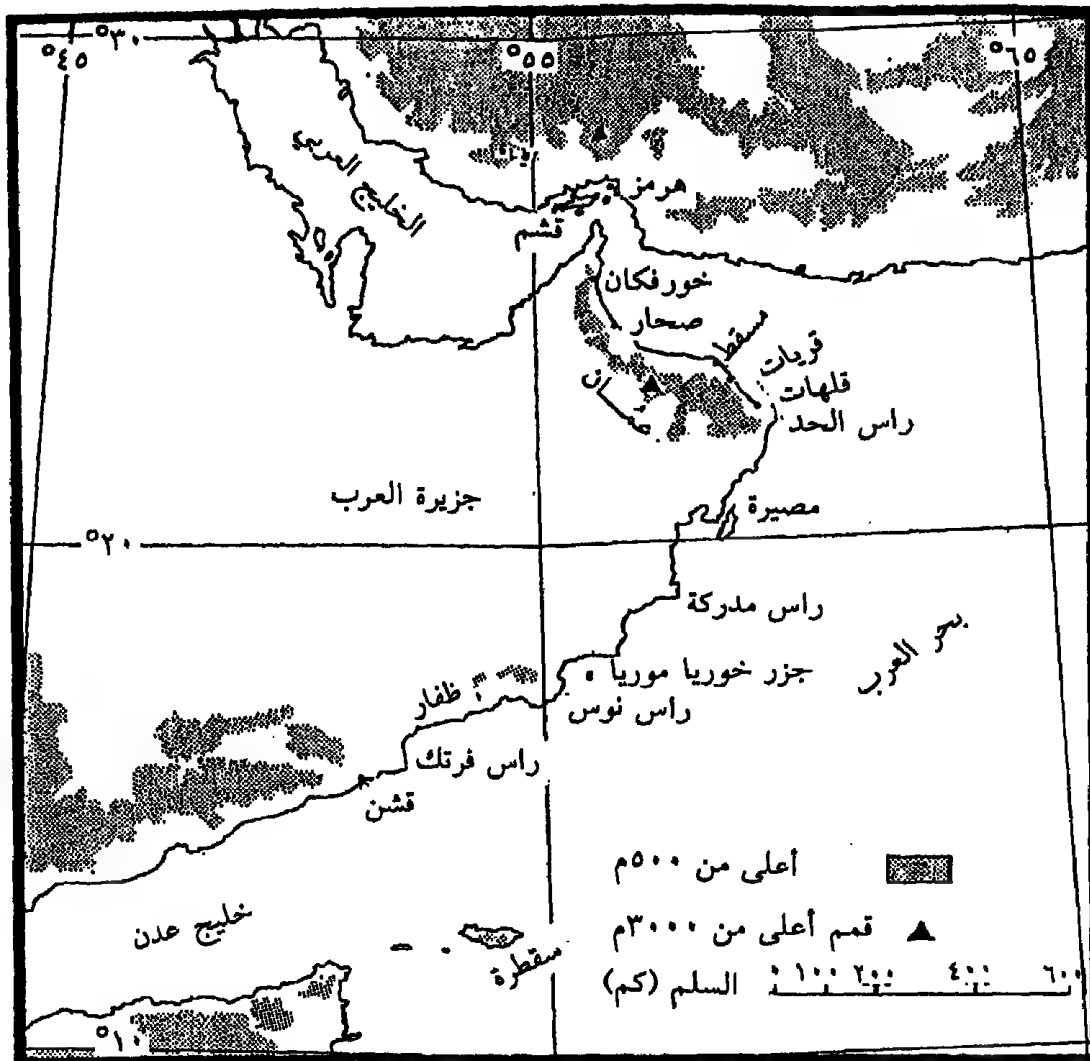 °٤٥
°٣٠
°٥٥
°٦٥
الخليج العربي
هرمز
قشم
خورفكان
صحار
مسقط
قريات
قلهات
راس الحد
عُمان
جزيرة العرب
مصيرة
°٢٠
راس مدركة
بحر العرب
جزر خوريا موريا
ظفار
راس نوس
راس فرتك
قشن
أعلى من ٥٠٠م
خليج عدن
قمم أعلى من ٣٠٠٠م
سقطرة
السلم (كم)
٠ ١٠٠ ٢٠٠ ٤٠٠ ٦٠٠
°١٠